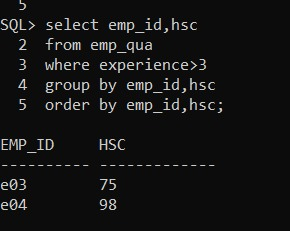 5
SQL> select emp_id,hsc
2 from emp_qua
3 where experience>3
4 group by emp_id,hsc
5 order by emp_id,hsc;
EMP_ID HSC
---------- -------------
e03 75
e04 98